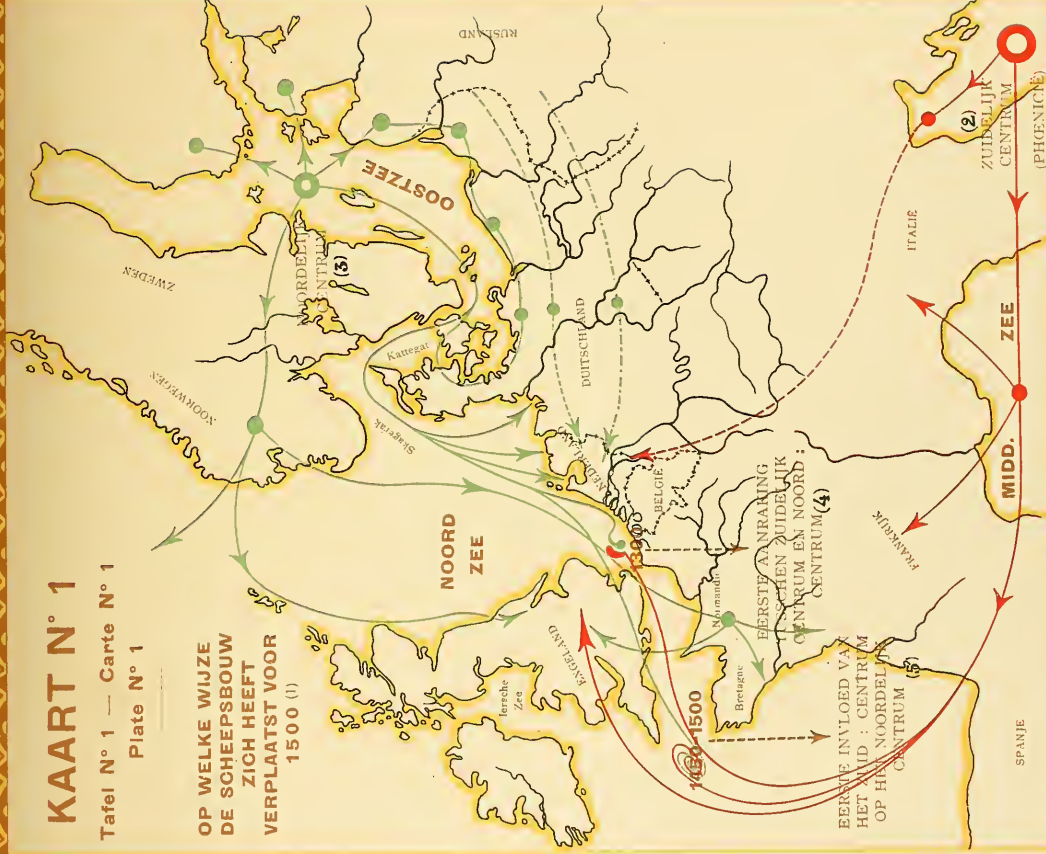 KAART N° 1
Tafel N° 1 — Carte N° 1
Plate N° 1
OP WELKE WIJZE
DE SCHEEPSBOUW
ZICH HEEFT
VERPLAATST VOOR
1500 (1)
NOORWEGEN
ZWEDEN
RUSLAND
OOSTZEE
NOORDELIJK
CENTRUM
(3)
Kattegat
Skagerrak
NOORD
ZEE
DUITSCHLAND
NEDERLAND
BELGIË
ENGELAND
Iersche
Zee
1300
EERSTE AANRAKING
TUSSCHEN ZUIDELIJK
CENTRUM EN NOORD :
CENTRUM (4)
Normandie
Bretagne
1450-1500
EERSTE INVLOED VAN
HET ZUID : CENTRUM
OP HET NOORDELIJK
CENTRUM (5)
FRANKRIJK
SPANJE
ITALIË
MIDD. ZEE
(2)
ZUIDELIJK
CENTRUM
(PHŒNICIË)